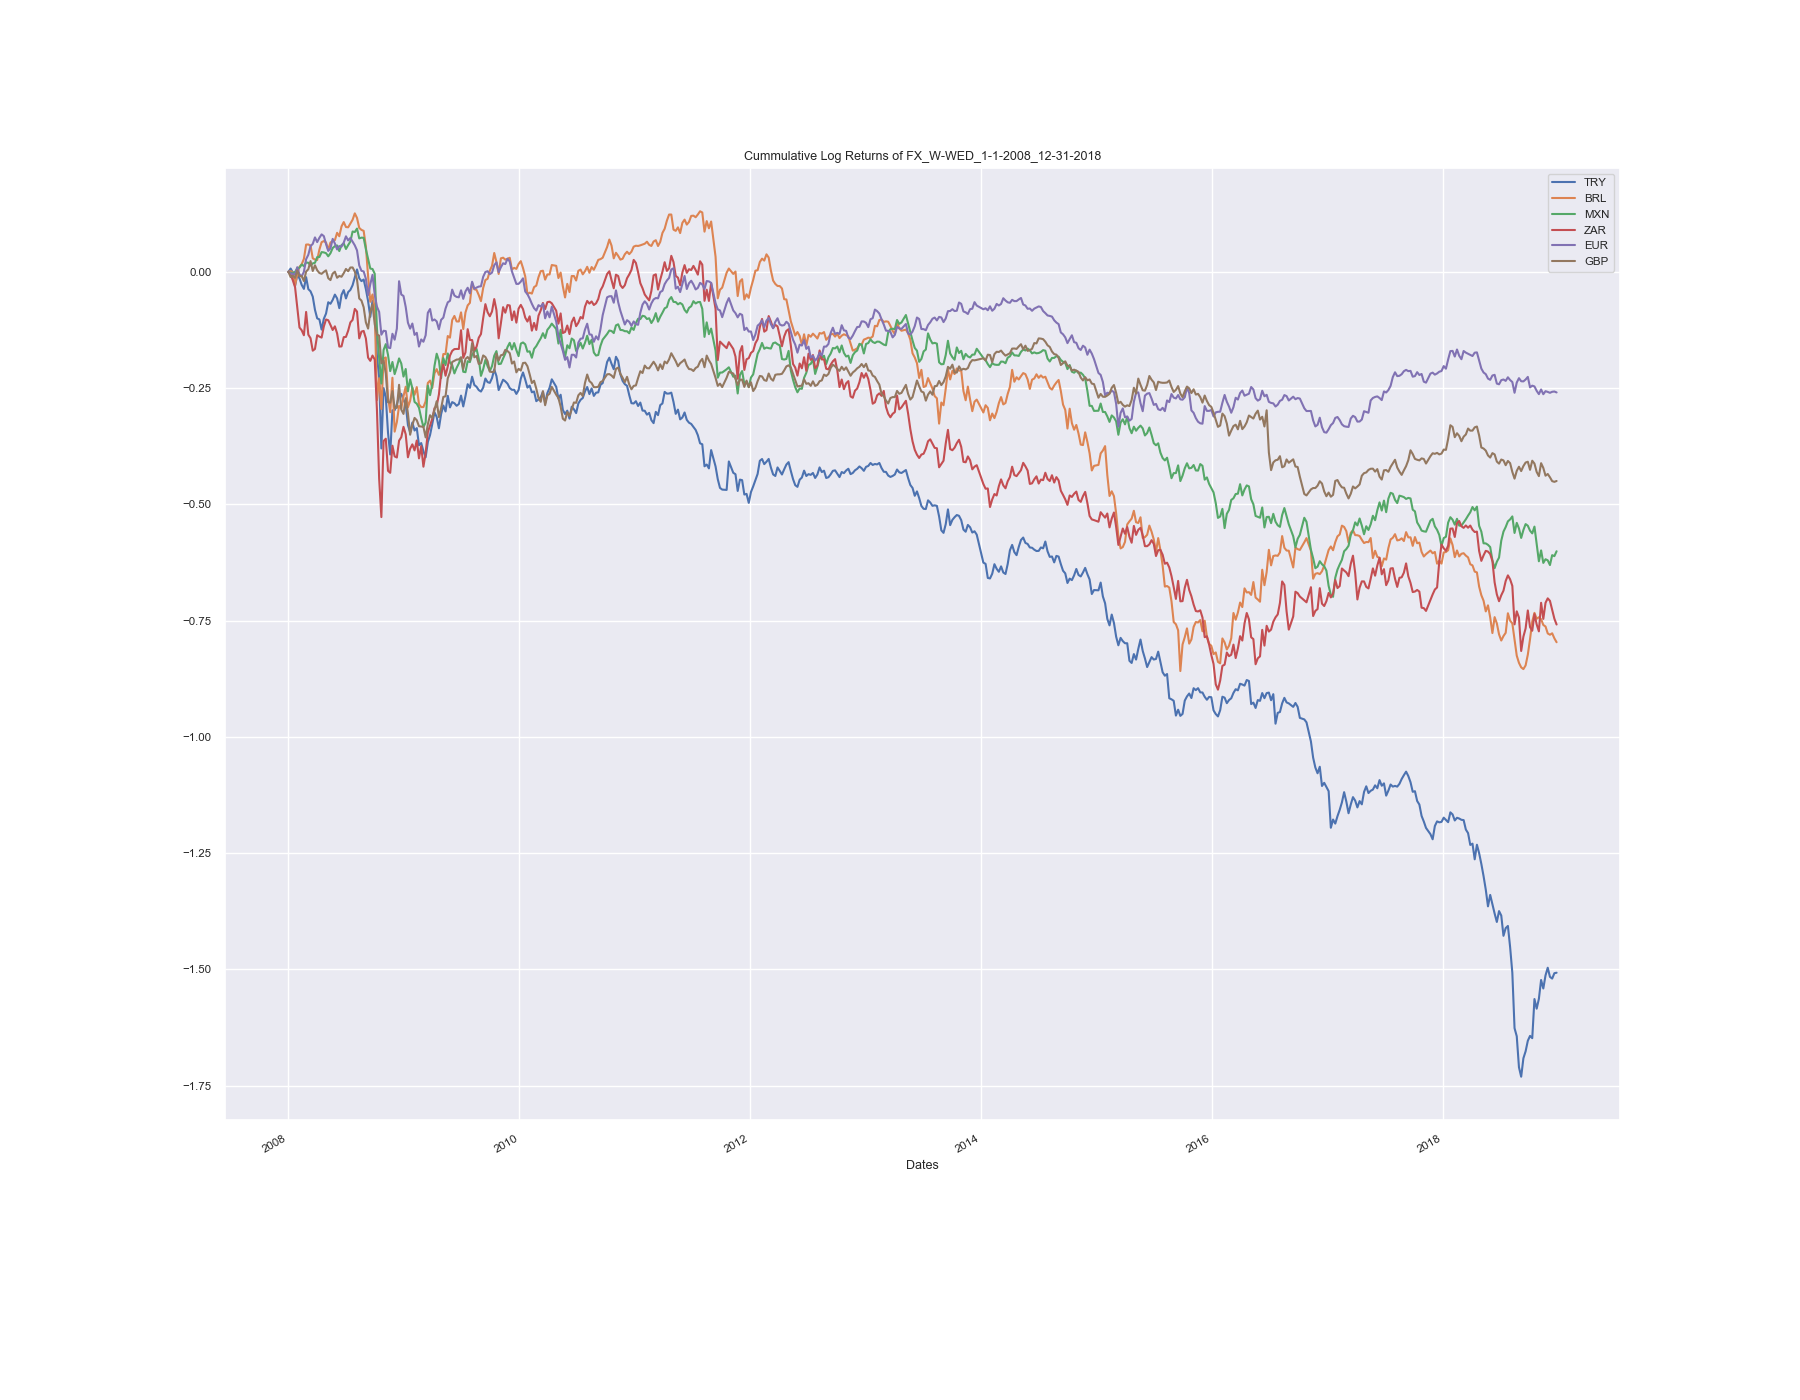 Cummulative Log Returns of FX_W-WED_1-1-2008_12-31-2018
TRY
BRL
MXN
ZAR
EUR
GBP
0.00
−0.25
−0.50
−0.75
−1.00
−1.25
−1.50
−1.75
2008
2010
2012
2014
2016
2018
Dates